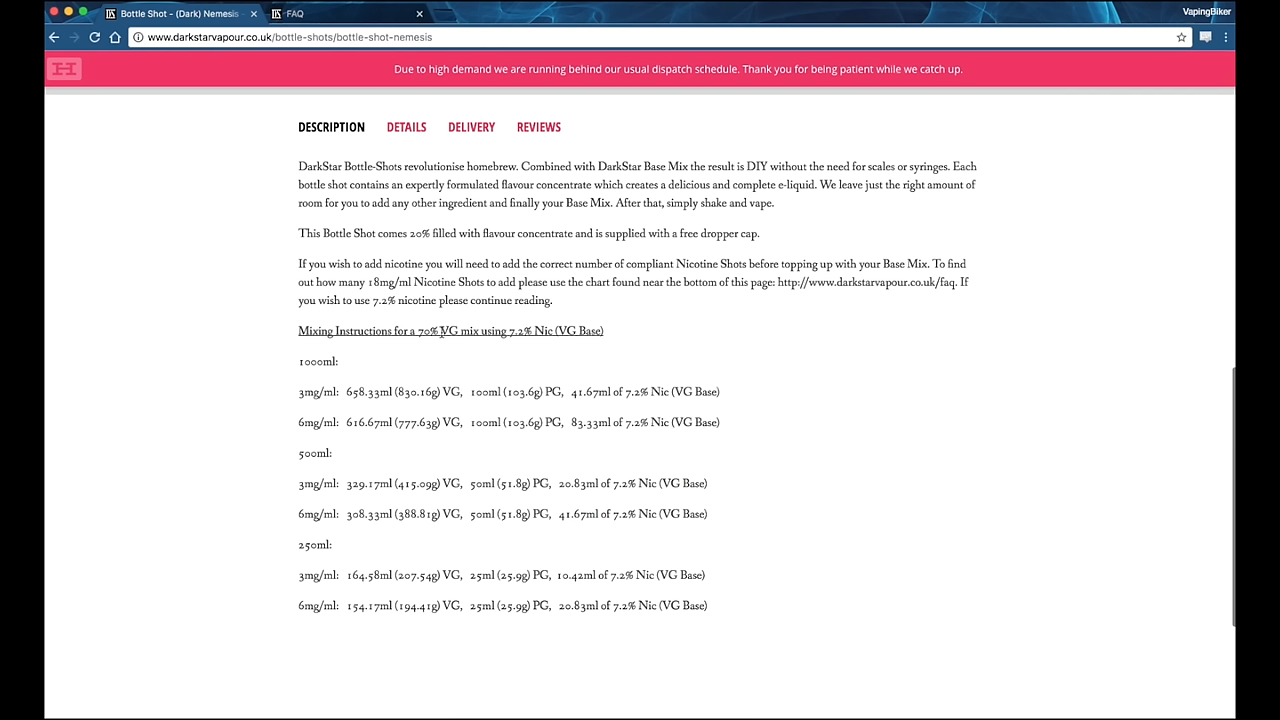 Bottle Shot - (Dark) Nemesis
FAQ
VapingBiker
www.darkstarvapour.co.uk/bottle-shots/bottle-shot-nemesis
Due to high demand we are running behind our usual dispatch schedule. Thank you for being patient while we catch up.
DESCRIPTION DETAILS DELIVERY REVIEWS
DarkStar Bottle-Shots revolutionise homebrew. Combined with DarkStar Base Mix the result is DIY without the need for scales or syringes. Each
bottle shot contains an expertly formulated flavour concentrate which creates a delicious and complete e-liquid. We leave just the right amount of
room for you to add any other ingredient and finally your Base Mix. After that, simply shake and vape.
This Bottle Shot comes 20% filled with flavour concentrate and is supplied with a free dropper cap.
If you wish to add nicotine you will need to add the correct number of compliant Nicotine Shots before topping up with your Base Mix. To find
out how many 18mg/ml Nicotine Shots to add please use the chart found near the bottom of this page: http://www.darkstarvapour.co.uk/faq. If
you wish to use 7.2% nicotine please continue reading.
Mixing Instructions for a 70% VG mix using 7.2% Nic (VG Base)
1000ml:
3mg/ml: 658.33ml (830.16g) VG, 100ml (103.6g) PG, 41.67ml of 7.2% Nic (VG Base)
6mg/ml: 616.67ml (777.63g) VG, 100ml (103.6g) PG, 83.33ml of 7.2% Nic (VG Base)
500ml:
3mg/ml: 329.17ml (415.09g) VG, 50ml (51.8g) PG, 20.83ml of 7.2% Nic (VG Base)
6mg/ml: 308.33ml (388.81g) VG, 50ml (51.8g) PG, 41.67ml of 7.2% Nic (VG Base)
250ml:
3mg/ml: 164.58ml (207.54g) VG, 25ml (25.9g) PG, 10.42ml of 7.2% Nic (VG Base)
6mg/ml: 154.17ml (194.41g) VG, 25ml (25.9g) PG, 20.83ml of 7.2% Nic (VG Base)